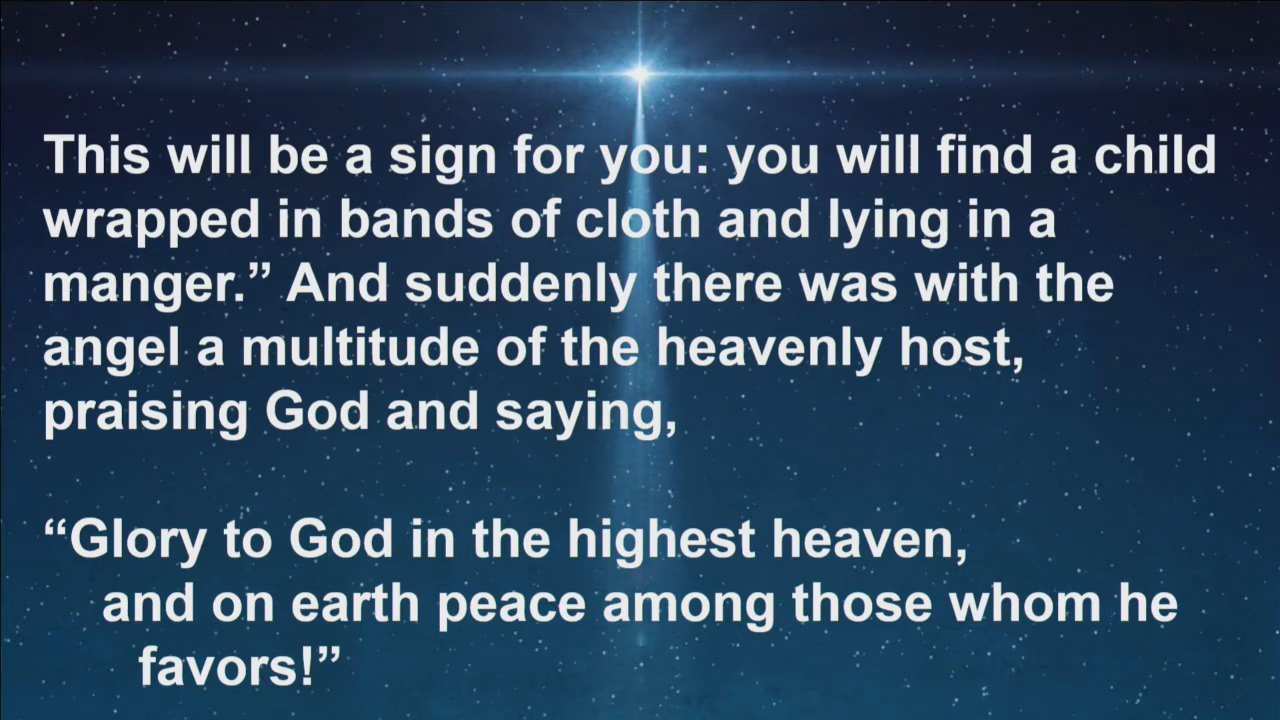 This will be a sign for you: you will find a child
wrapped in bands of cloth and lying in a
manger.” And suddenly there was with the
angel a multitude of the heavenly host,
praising God and saying,
“Glory to God in the highest heaven,
and on earth peace among those whom he
favors!”